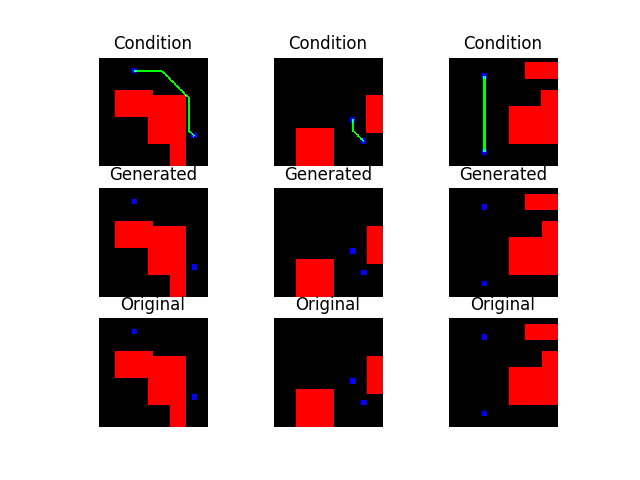 Condition Condition Condition
Generated Generated Generated
Original Original Original